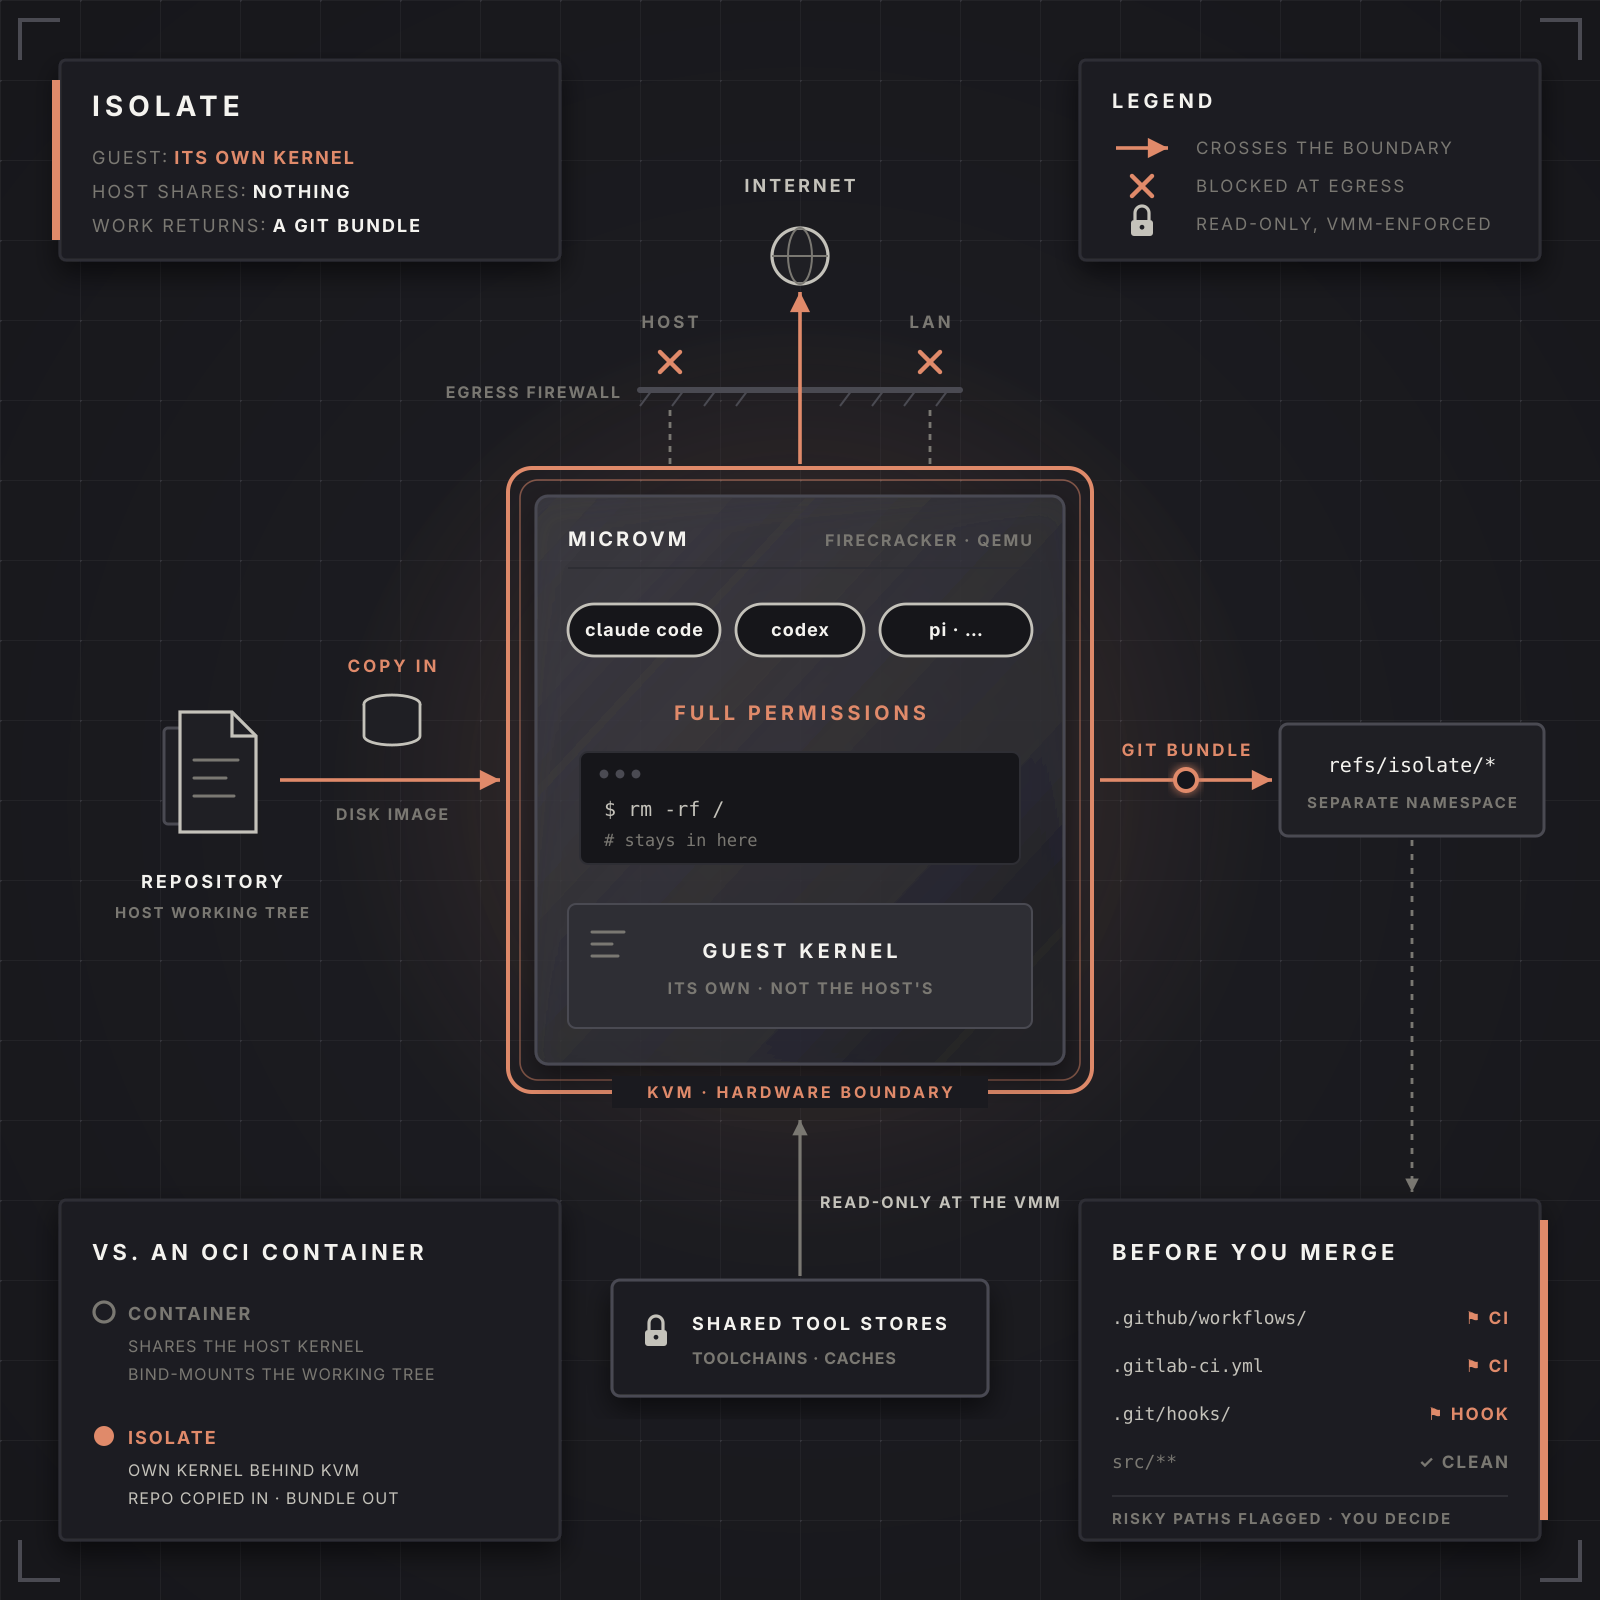 ISOLATE
GUEST: ITS OWN KERNEL
HOST SHARES: NOTHING
WORK RETURNS: A GIT BUNDLE
LEGEND
CROSSES THE BOUNDARY
BLOCKED AT EGRESS
READ-ONLY, VMM-ENFORCED
INTERNET
HOST
LAN
EGRESS FIREWALL
MICROVM
FIRECRACKER · QEMU
claude code
codex
pi · ...
FULL PERMISSIONS
$ rm -rf /
# stays in here
GUEST KERNEL
ITS OWN · NOT THE HOST'S
KVM · HARDWARE BOUNDARY
COPY IN
DISK IMAGE
REPOSITORY
HOST WORKING TREE
GIT BUNDLE
refs/isolate/*
SEPARATE NAMESPACE
READ-ONLY AT THE VMM
SHARED TOOL STORES
TOOLCHAINS · CACHES
VS. AN OCI CONTAINER
CONTAINER
SHARES THE HOST KERNEL
BIND-MOUNTS THE WORKING TREE
ISOLATE
OWN KERNEL BEHIND KVM
REPO COPIED IN · BUNDLE OUT
BEFORE YOU MERGE
.github/workflows/ ⚑ CI
.gitlab-ci.yml ⚑ CI
.git/hooks/ ⚑ HOOK
src/** ✓ CLEAN
RISKY PATHS FLAGGED · YOU DECIDE